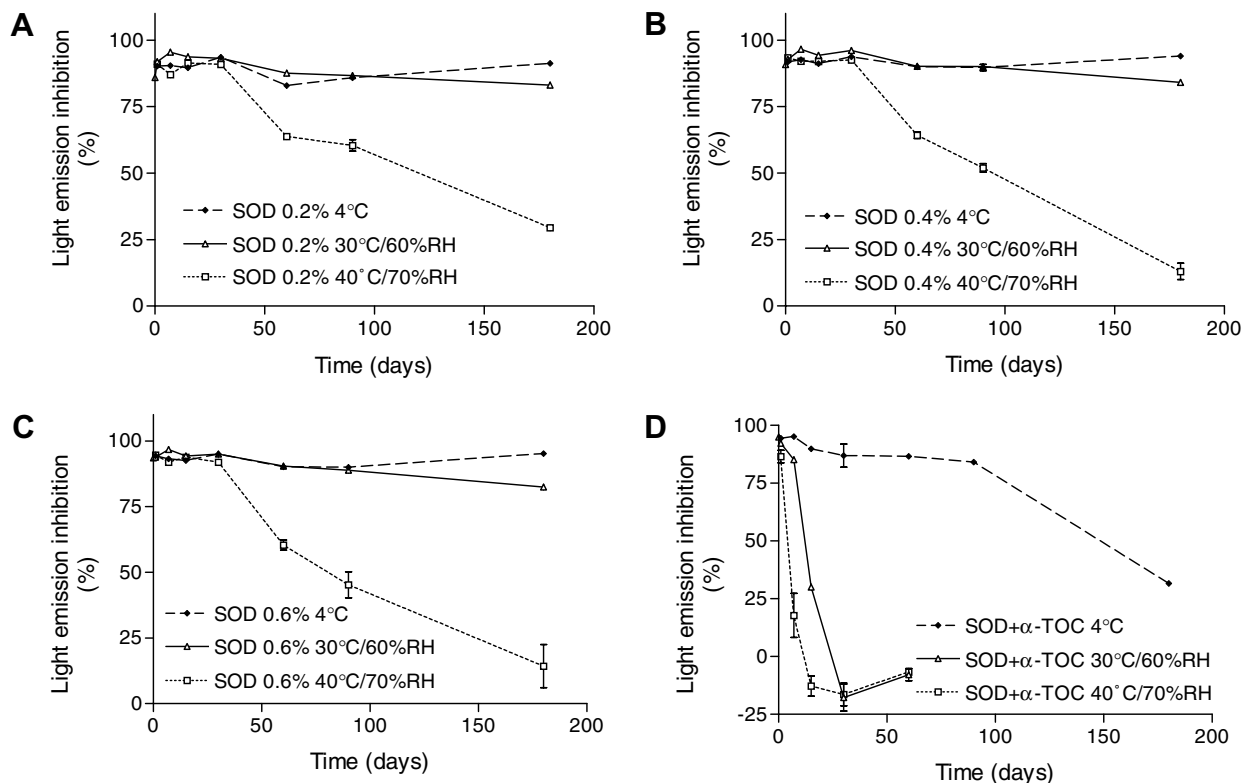 A
Light emission inhibition
(%)
100
75
50
25
0
SOD 0.2% 4°C
SOD 0.2% 30°C/60%RH
SOD 0.2% 40°C/70%RH
0
50
100
150
200
Time (days)
B
Light emission inhibition
(%)
100
75
50
25
0
SOD 0.4% 4°C
SOD 0.4% 30°C/60%RH
SOD 0.4% 40°C/70%RH
0
50
100
150
200
Time (days)
C
Light emission inhibition
(%)
100
75
50
25
0
SOD 0.6% 4°C
SOD 0.6% 30°C/60%RH
SOD 0.6% 40°C/70%RH
0
50
100
150
200
Time (days)
D
Light emission inhibition
(%)
100
75
50
25
0
-25
SOD+α-TOC 4°C
SOD+α-TOC 30°C/60%RH
SOD+α-TOC 40°C/70%RH
0
50
100
150
200
Time (days)